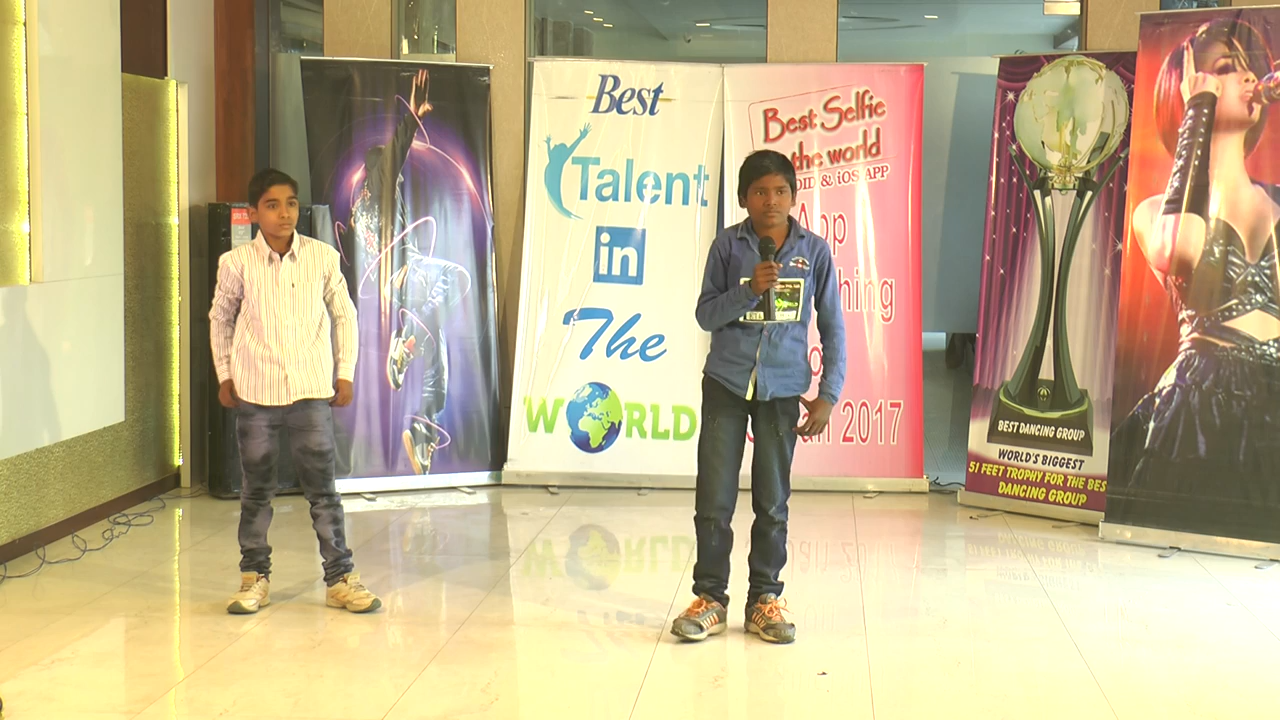 Best
Talent
in
The
WORLD
Best Selfie
the world
& iOS APP
App
2017
BEST DANCING GROUP
WORLD'S BIGGEST
51 FEET TROPHY FOR THE BES
DANCING GROUP